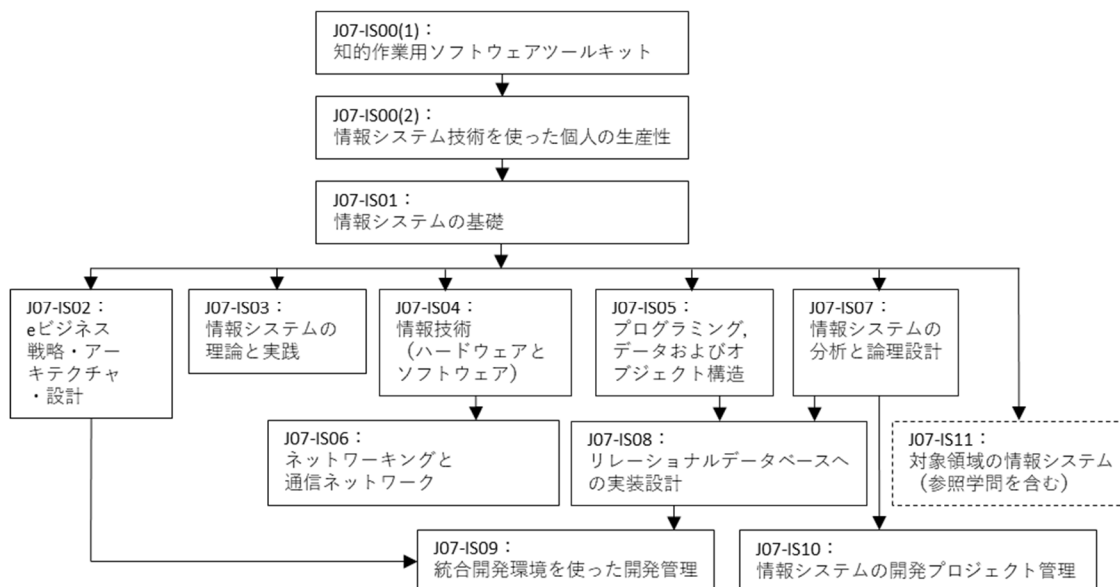 J07-IS00(1)：
知的作業用ソフトウェアツールキット
J07-IS00(2)：
情報システム技術を使った個人の生産性
J07-IS01：
情報システムの基礎
J07-IS02：
eビジネス
戦略・アー
キテクチャ
・設計
J07-IS03：
情報システムの
理論と実践
J07-IS04：
情報技術
（ハードウェアと
ソフトウェア）
J07-IS05：
プログラミング,
データおよびオ
ブジェクト構造
J07-IS07：
情報システムの
分析と論理設計
J07-IS06：
ネットワーキングと
通信ネットワーク
J07-IS08：
リレーショナルデータベースへ
の実装設計
J07-IS11：
対象領域の情報システム
（参照学問を含む）
J07-IS09：
統合開発環境を使った開発管理
J07-IS10：
情報システムの開発プロジェクト管理